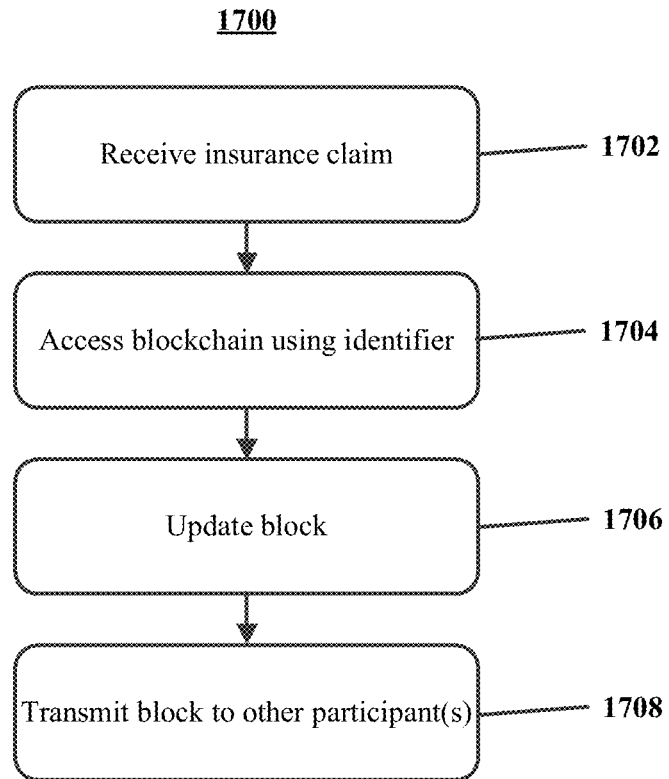 1700
Receive insurance claim
1702
Access blockchain using identifier
1704
Update block
1706
Transmit block to other participant(s)
1708